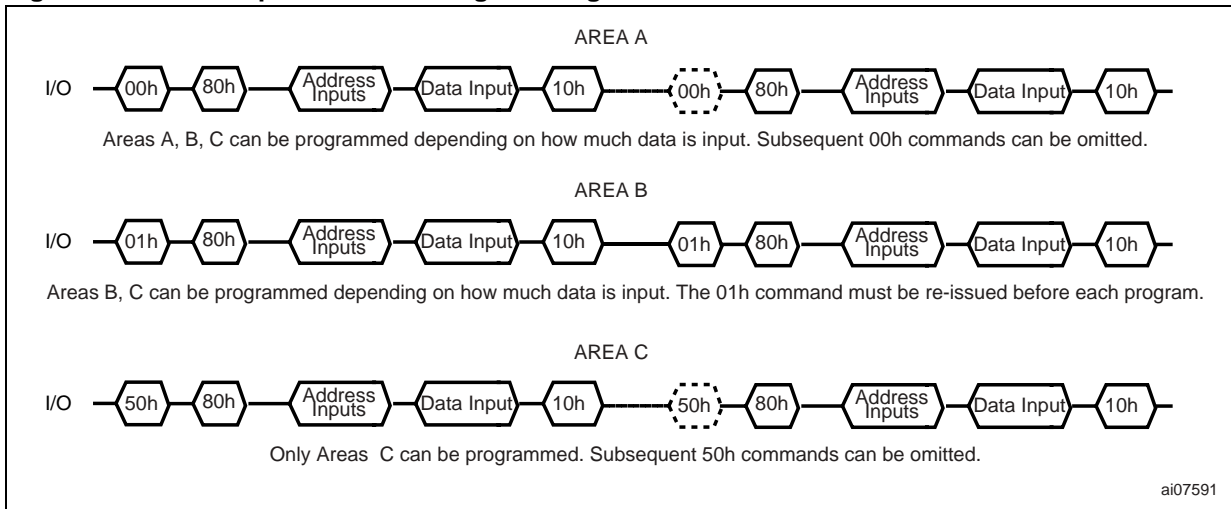 AREA A
I/O 00h 80h Address Inputs Data Input 10h 00h 80h Address Inputs Data Input 10h
Areas A, B, C can be programmed depending on how much data is input. Subsequent 00h commands can be omitted.
AREA B
I/O 01h 80h Address Inputs Data Input 10h 01h 80h Address Inputs Data Input 10h
Areas B, C can be programmed depending on how much data is input. The 01h command must be re-issued before each program.
AREA C
I/O 50h 80h Address Inputs Data Input 10h 50h 80h Address Inputs Data Input 10h
Only Areas C can be programmed. Subsequent 50h commands can be omitted.
ai07591